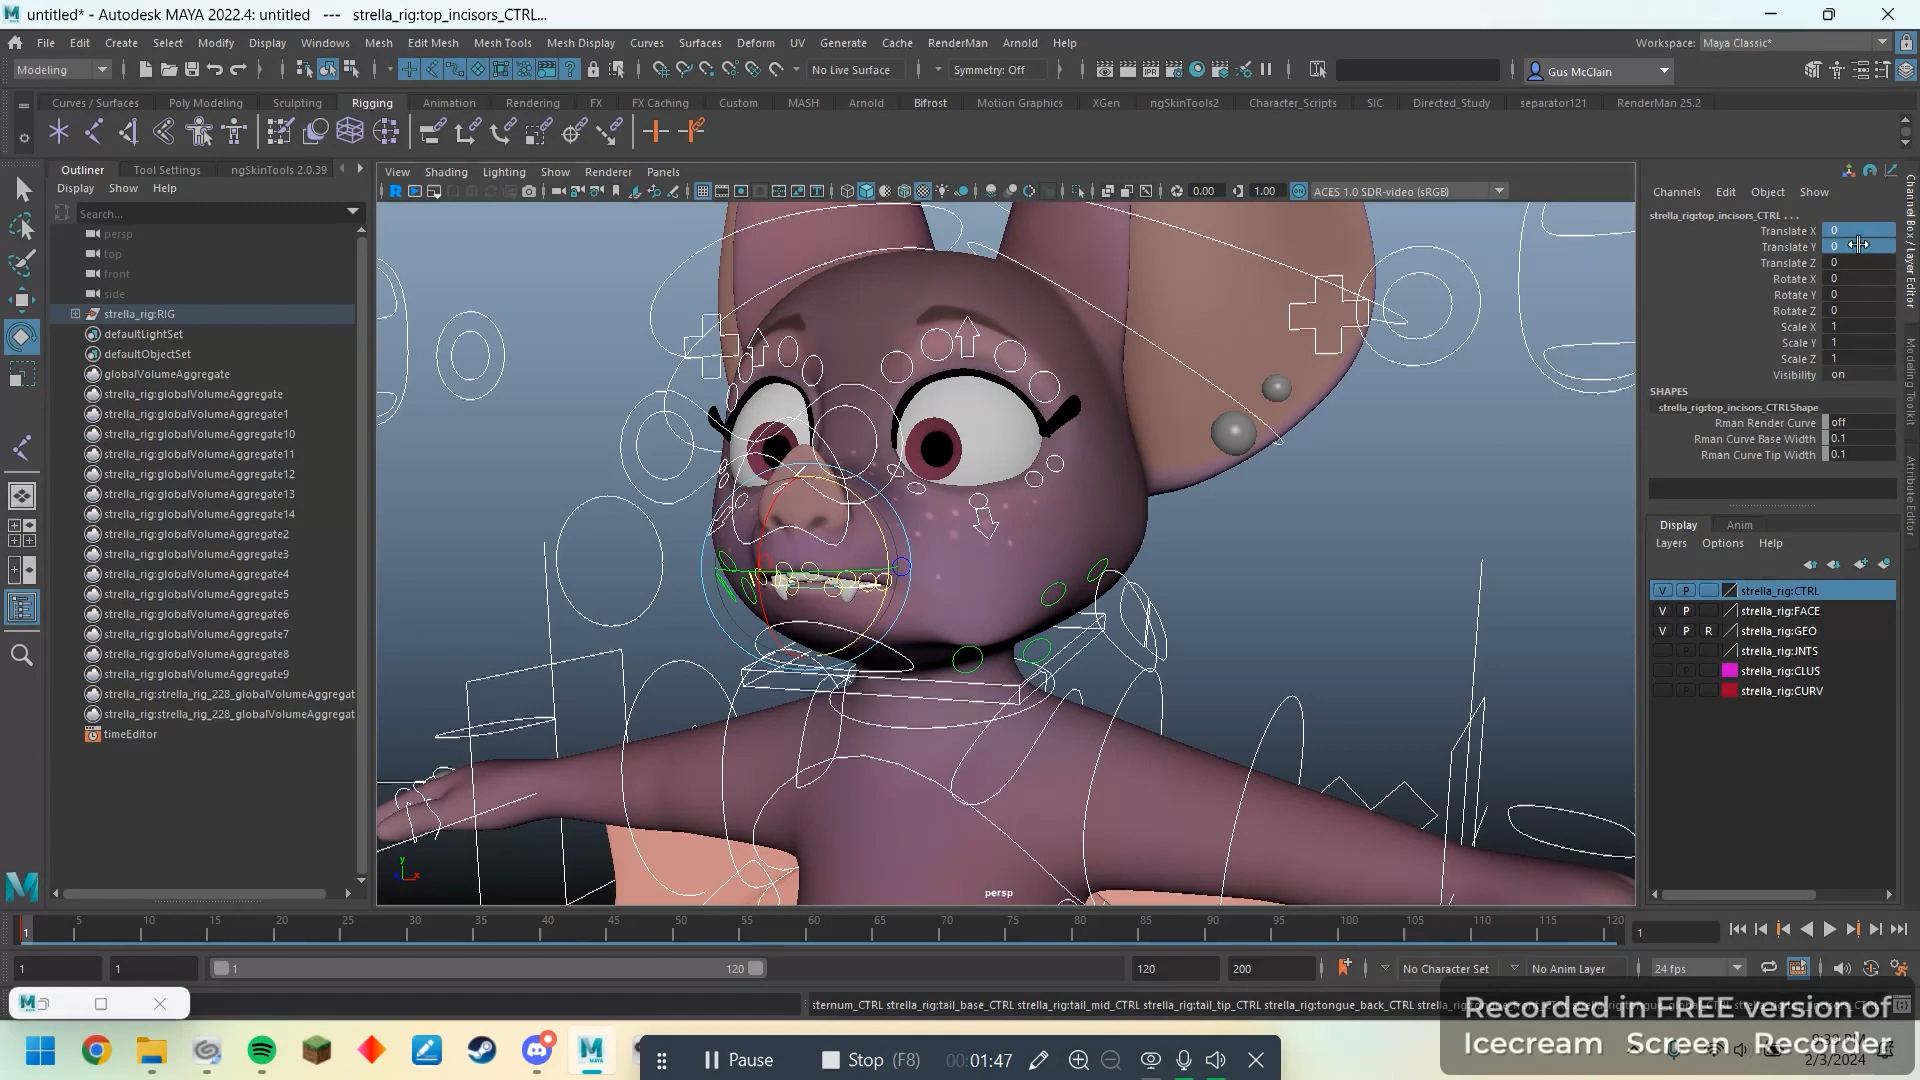 untitled* - Autodesk MAYA 2022.4: untitled --- strella_rig:top_incisors_CTRL...
File Edit Create Select Modify Display Windows Mesh Edit Mesh Mesh Tools Mesh Display Curves Surfaces Deform UV Generate Cache RenderMan Arnold Help
Workspace: Maya Classic*
Modeling
No Live Surface
Symmetry: Off
Gus McClain
Curves / Surfaces Poly Modeling Sculpting Rigging Animation Rendering FX FX Caching Custom MASH Arnold Bifrost Motion Graphics XGen ngSkinTools2 Character_Scripts SIC Directed_Study separator121 RenderMan 25.2
Outliner Tool Settings ngSkinTools 2.0.39
Display Show Help
Search...
persp
top
front
side
strella_rig:RIG
defaultLightSet
defaultObjectSet
globalVolumeAggregate
strella_rig:globalVolumeAggregate
strella_rig:globalVolumeAggregate1
strella_rig:globalVolumeAggregate10
strella_rig:globalVolumeAggregate11
strella_rig:globalVolumeAggregate12
strella_rig:globalVolumeAggregate13
strella_rig:globalVolumeAggregate14
strella_rig:globalVolumeAggregate2
strella_rig:globalVolumeAggregate3
strella_rig:globalVolumeAggregate4
strella_rig:globalVolumeAggregate5
strella_rig:globalVolumeAggregate6
strella_rig:globalVolumeAggregate7
strella_rig:globalVolumeAggregate8
strella_rig:globalVolumeAggregate9
strella_rig:strella_rig_228_globalVolumeAggregat
strella_rig:strella_rig_228_globalVolumeAggregat
timeEditor
View Shading Lighting Show Renderer Panels
0.00
1.00
ACES 1.0 SDR-video (sRGB)
y
x
persp
Channels Edit Object Show
strella_rig:top_incisors_CTRL . . .
Translate X 0
Translate Y 0
Translate Z 0
Rotate X 0
Rotate Y 0
Rotate Z 0
Scale X 1
Scale Y 1
Scale Z 1
Visibility on
SHAPES
strella_rig:top_incisors_CTRLShape
Rman Render Curve off
Rman Curve Base Width 0.1
Rman Curve Tip Width 0.1
Display Anim
Layers Options Help
V P strella_rig:CTRL
V P strella_rig:FACE
V P R strella_rig:GEO
P strella_rig:JNTS
P strella_rig:CLUS
P strella_rig:CURV
Channel Box / Layer Editor
Modeling Toolkit
Attribute Editor
5 10 15 20 25 30 35 40 45 50 55 60 65 70 75 80 85 90 95 100 105 110 115 120
1
1
1
1
1
120
120
200
No Character Set
No Anim Layer
24 fps
sternum_CTRL strella_rig:tail_base_CTRL strella_rig:tail_mid_CTRL strella_rig:tail_tip_CTRL strella_rig:tongue_back_CTRL
Recorded in FREE version of
Icecream Screen Recorder
Pause
Stop (F8)
00:01:47
2/3/2024